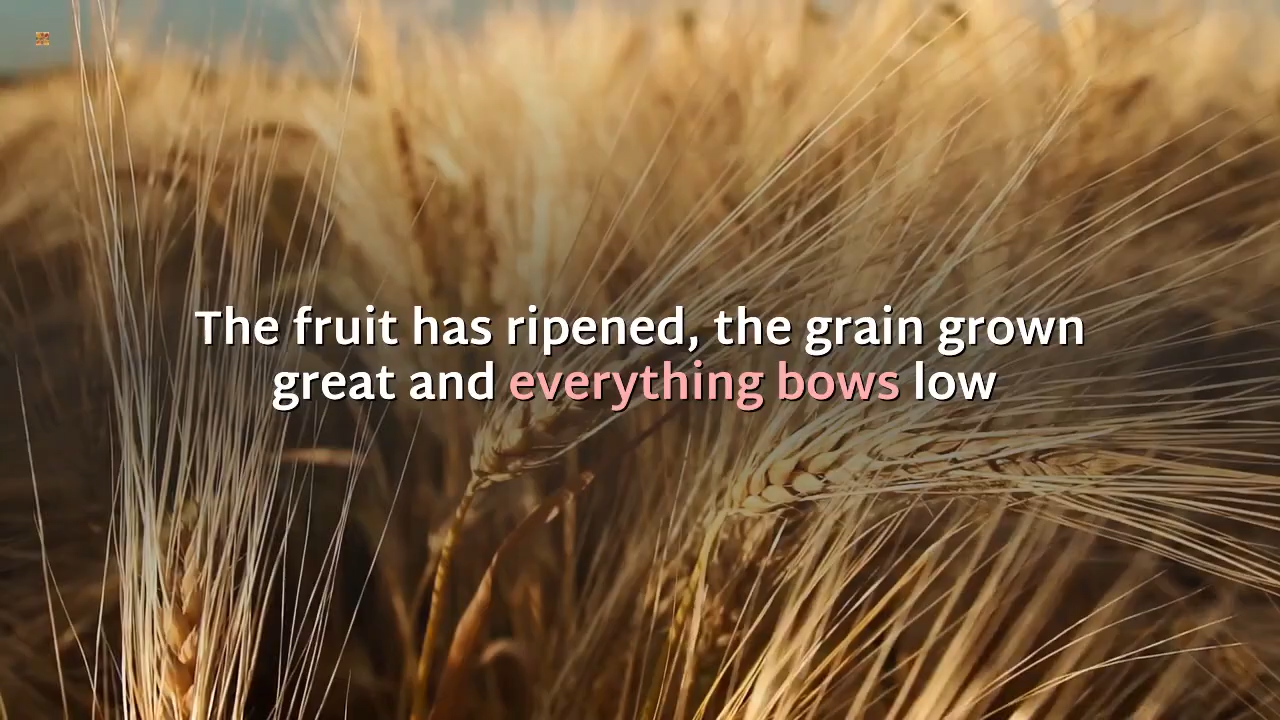 The fruit has ripened, the grain grown
great and everything bows low